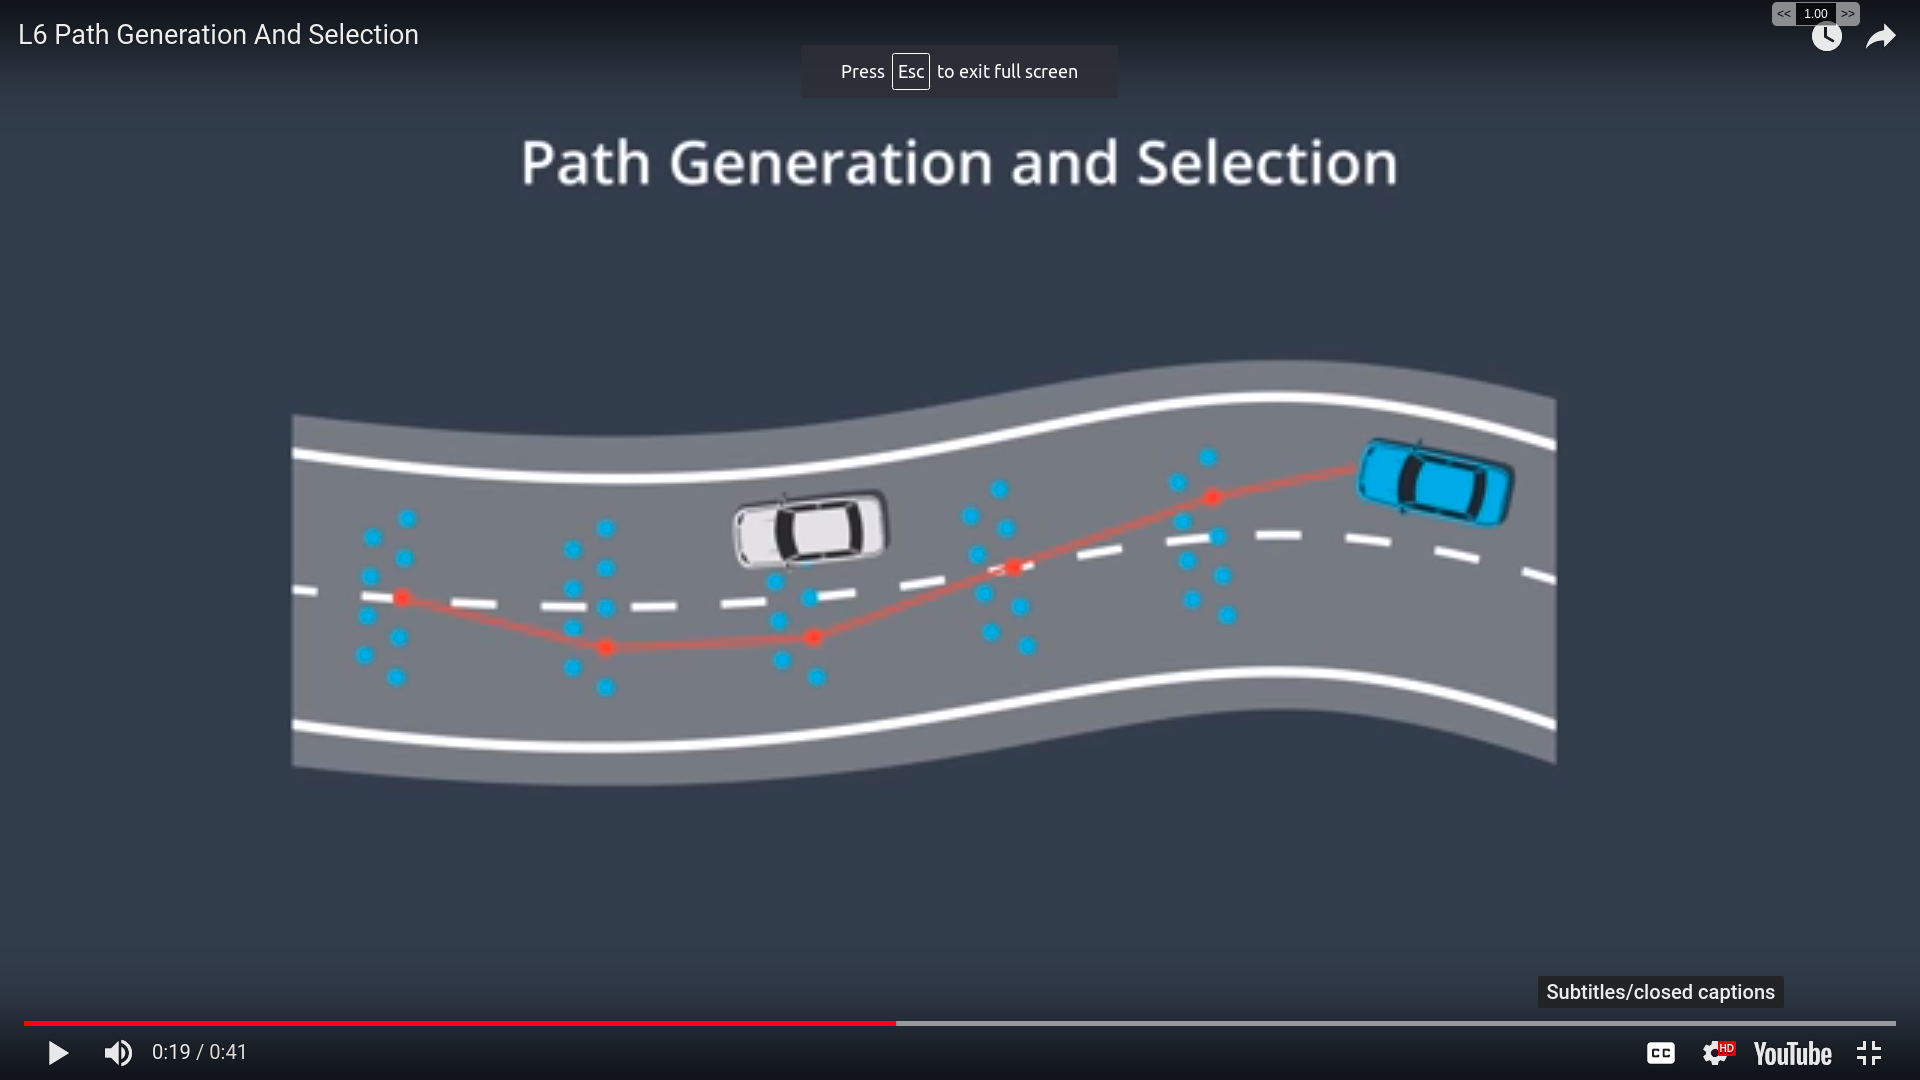 << 1.00 >>
L6 Path Generation And Selection
Press Esc to exit full screen
Path Generation and Selection
Subtitles/closed captions
0:19 / 0:41
CC HD YouTube